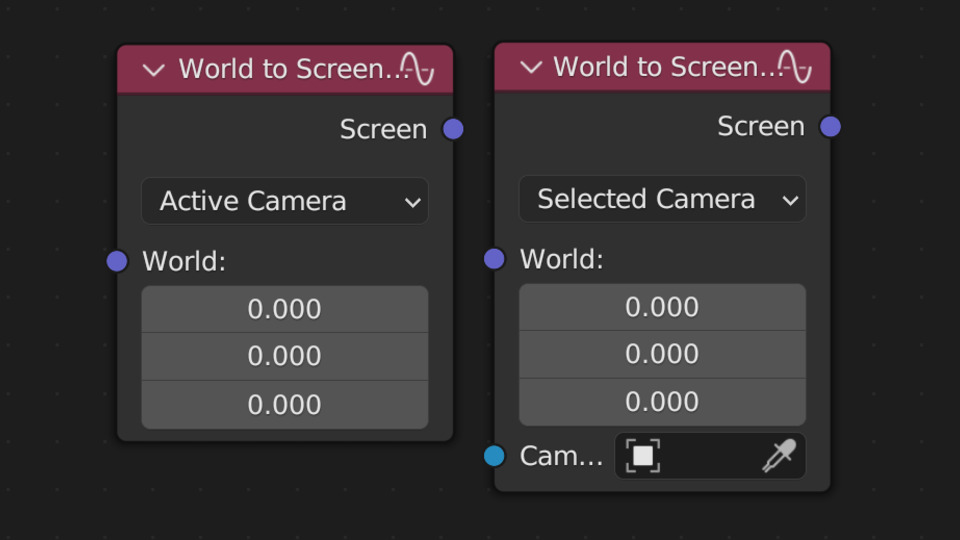 World to Screen...
Screen
Active Camera
World:
0.000
0.000
0.000
World to Screen...
Screen
Selected Camera
World:
0.000
0.000
0.000
Cam...